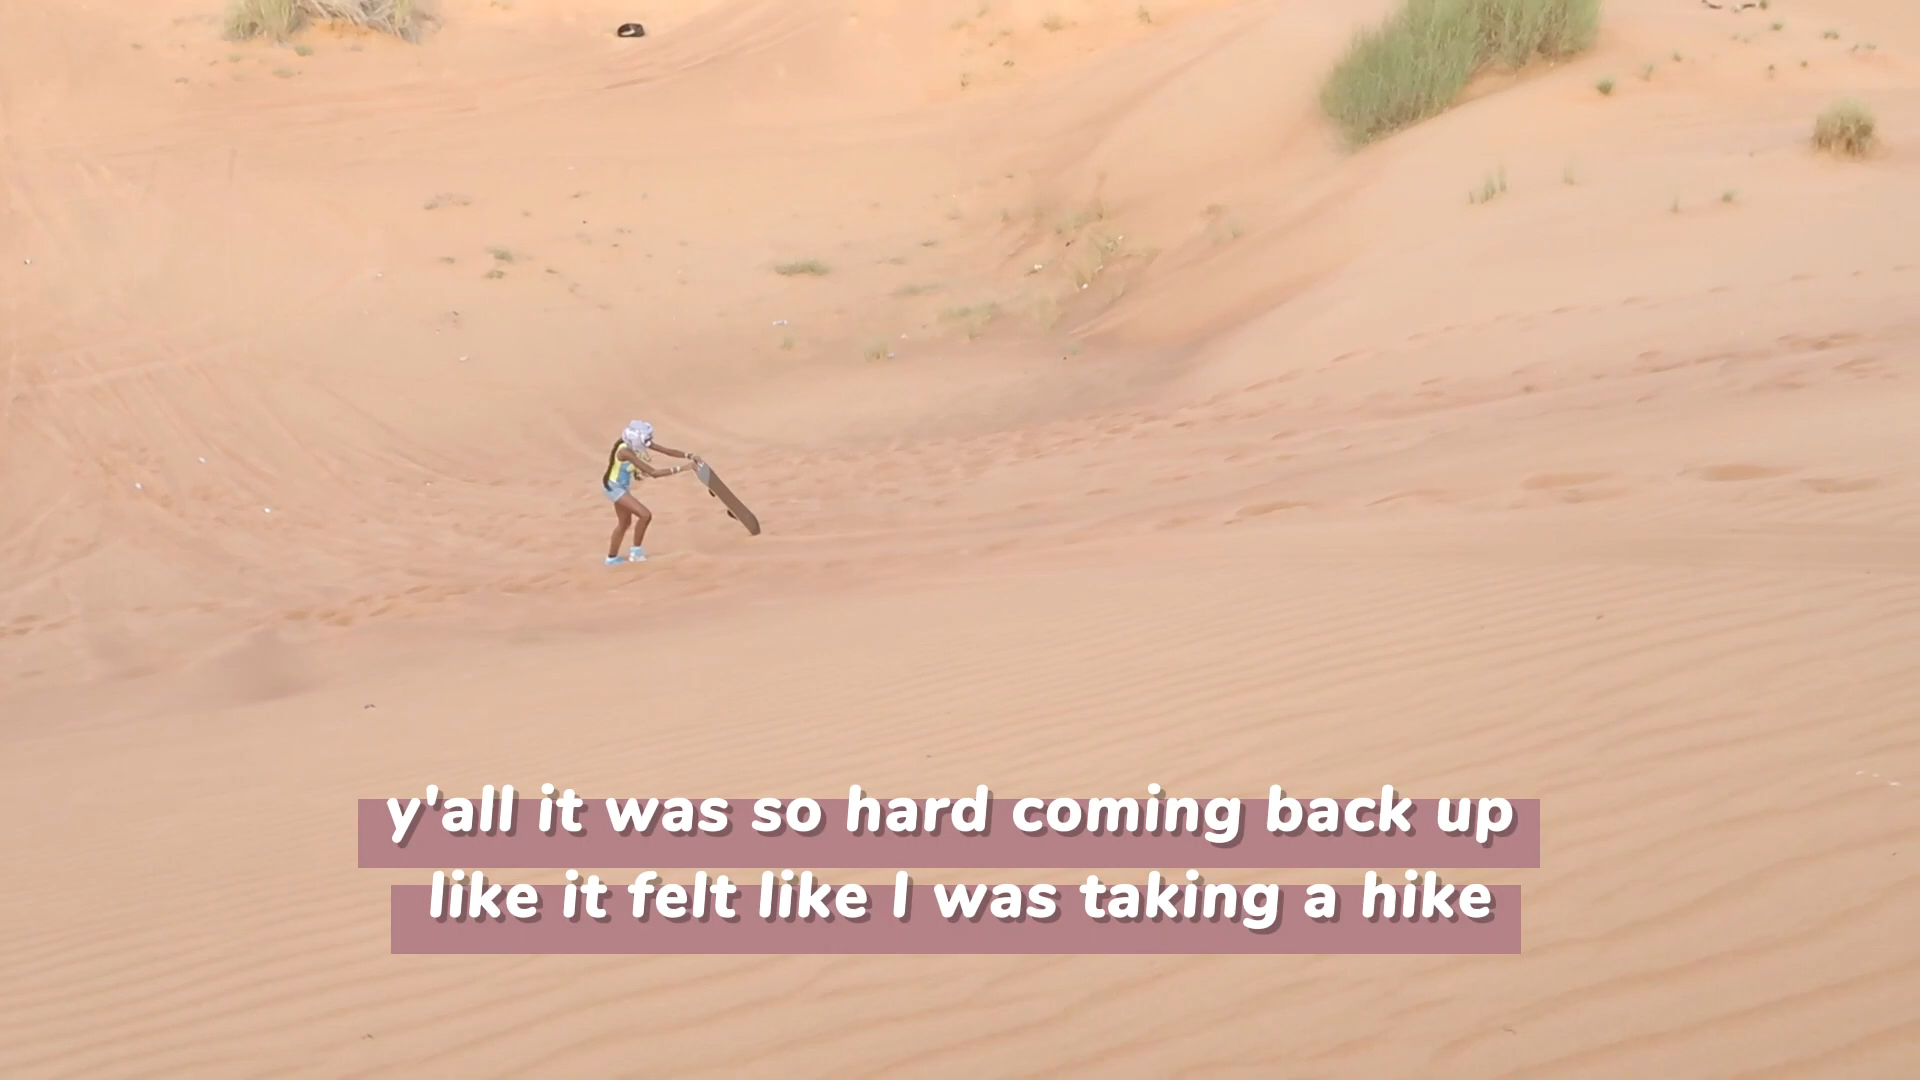 y'all it was so hard coming back up
like it felt like I was taking a hike